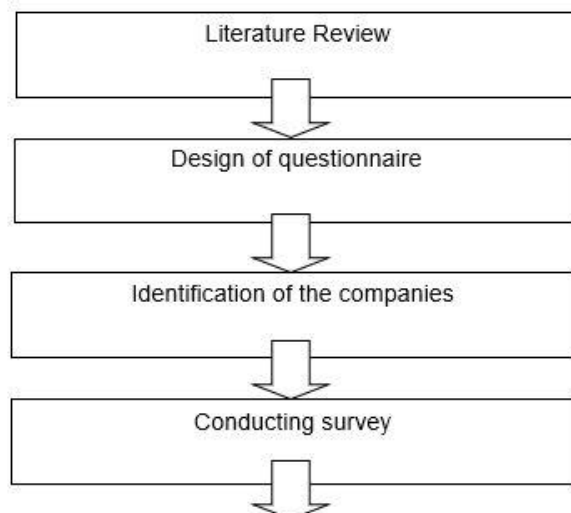 Literature Review
Design of questionnaire
Identification of the companies
Conducting survey